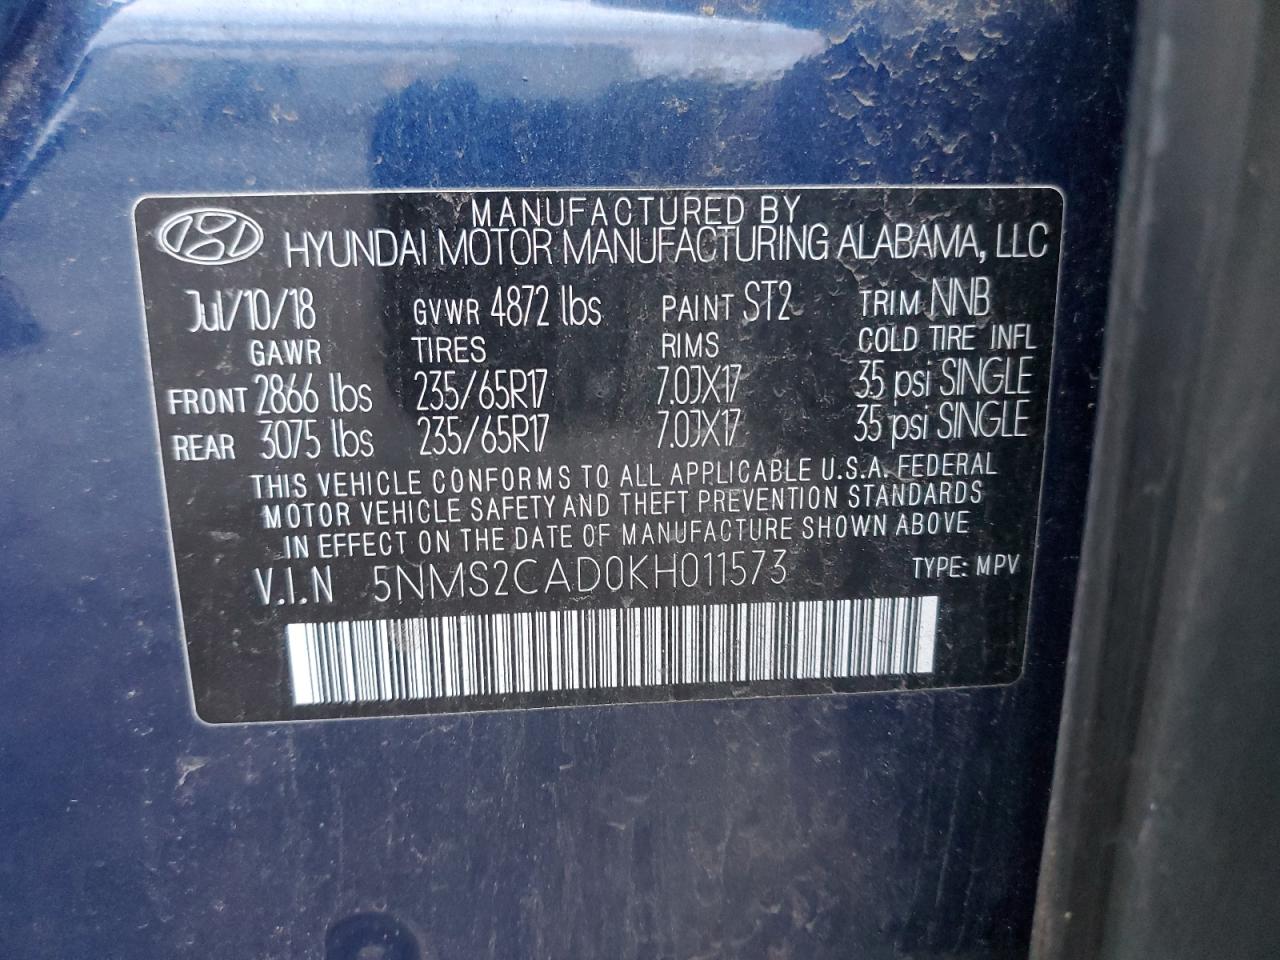 MANUFACTURED BY
HYUNDAI MOTOR MANUFACTURING ALABAMA, LLC
Jul/10/18 GVWR 4872 lbs PAINT ST2 TRIM NNB
GAWR TIRES RIMS COLD TIRE INFL
FRONT 2866 lbs 235/65R17 7.0JX17 35 psi SINGLE
REAR 3075 lbs 235/65R17 7.0JX17 35 psi SINGLE
THIS VEHICLE CONFORMS TO ALL APPLICABLE U.S.A. FEDERAL
MOTOR VEHICLE SAFETY AND THEFT PREVENTION STANDARDS
IN EFFECT ON THE DATE OF MANUFACTURE SHOWN ABOVE
V.I.N 5NMS2CAD0KH011573 TYPE: MPV